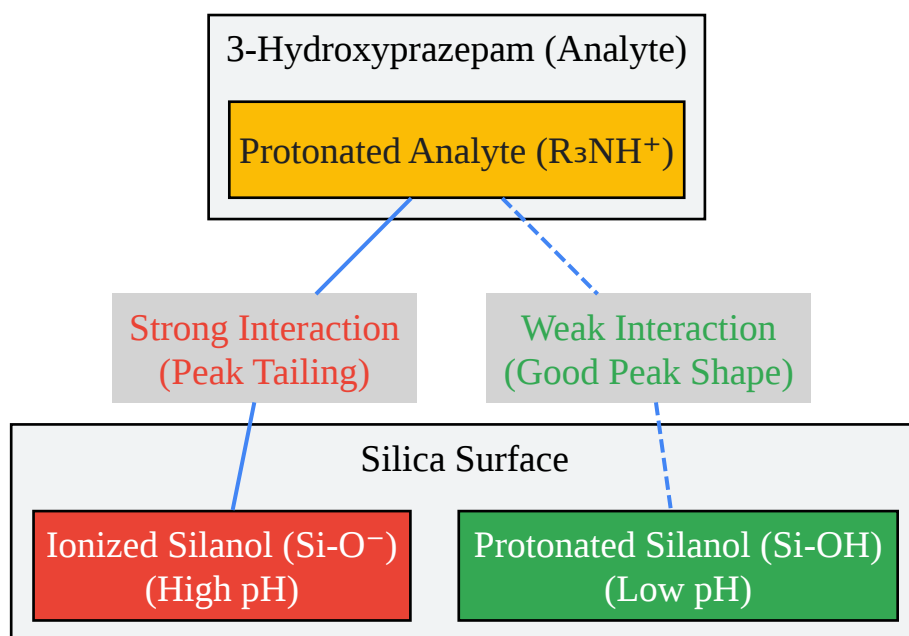 3-Hydroxyprazepam (Analyte)
Protonated Analyte (R₃NH⁺)
Strong Interaction
(Peak Tailing)
Weak Interaction
(Good Peak Shape)
Silica Surface
Ionized Silanol (Si-O⁻)
(High pH)
Protonated Silanol (Si-OH)
(Low pH)